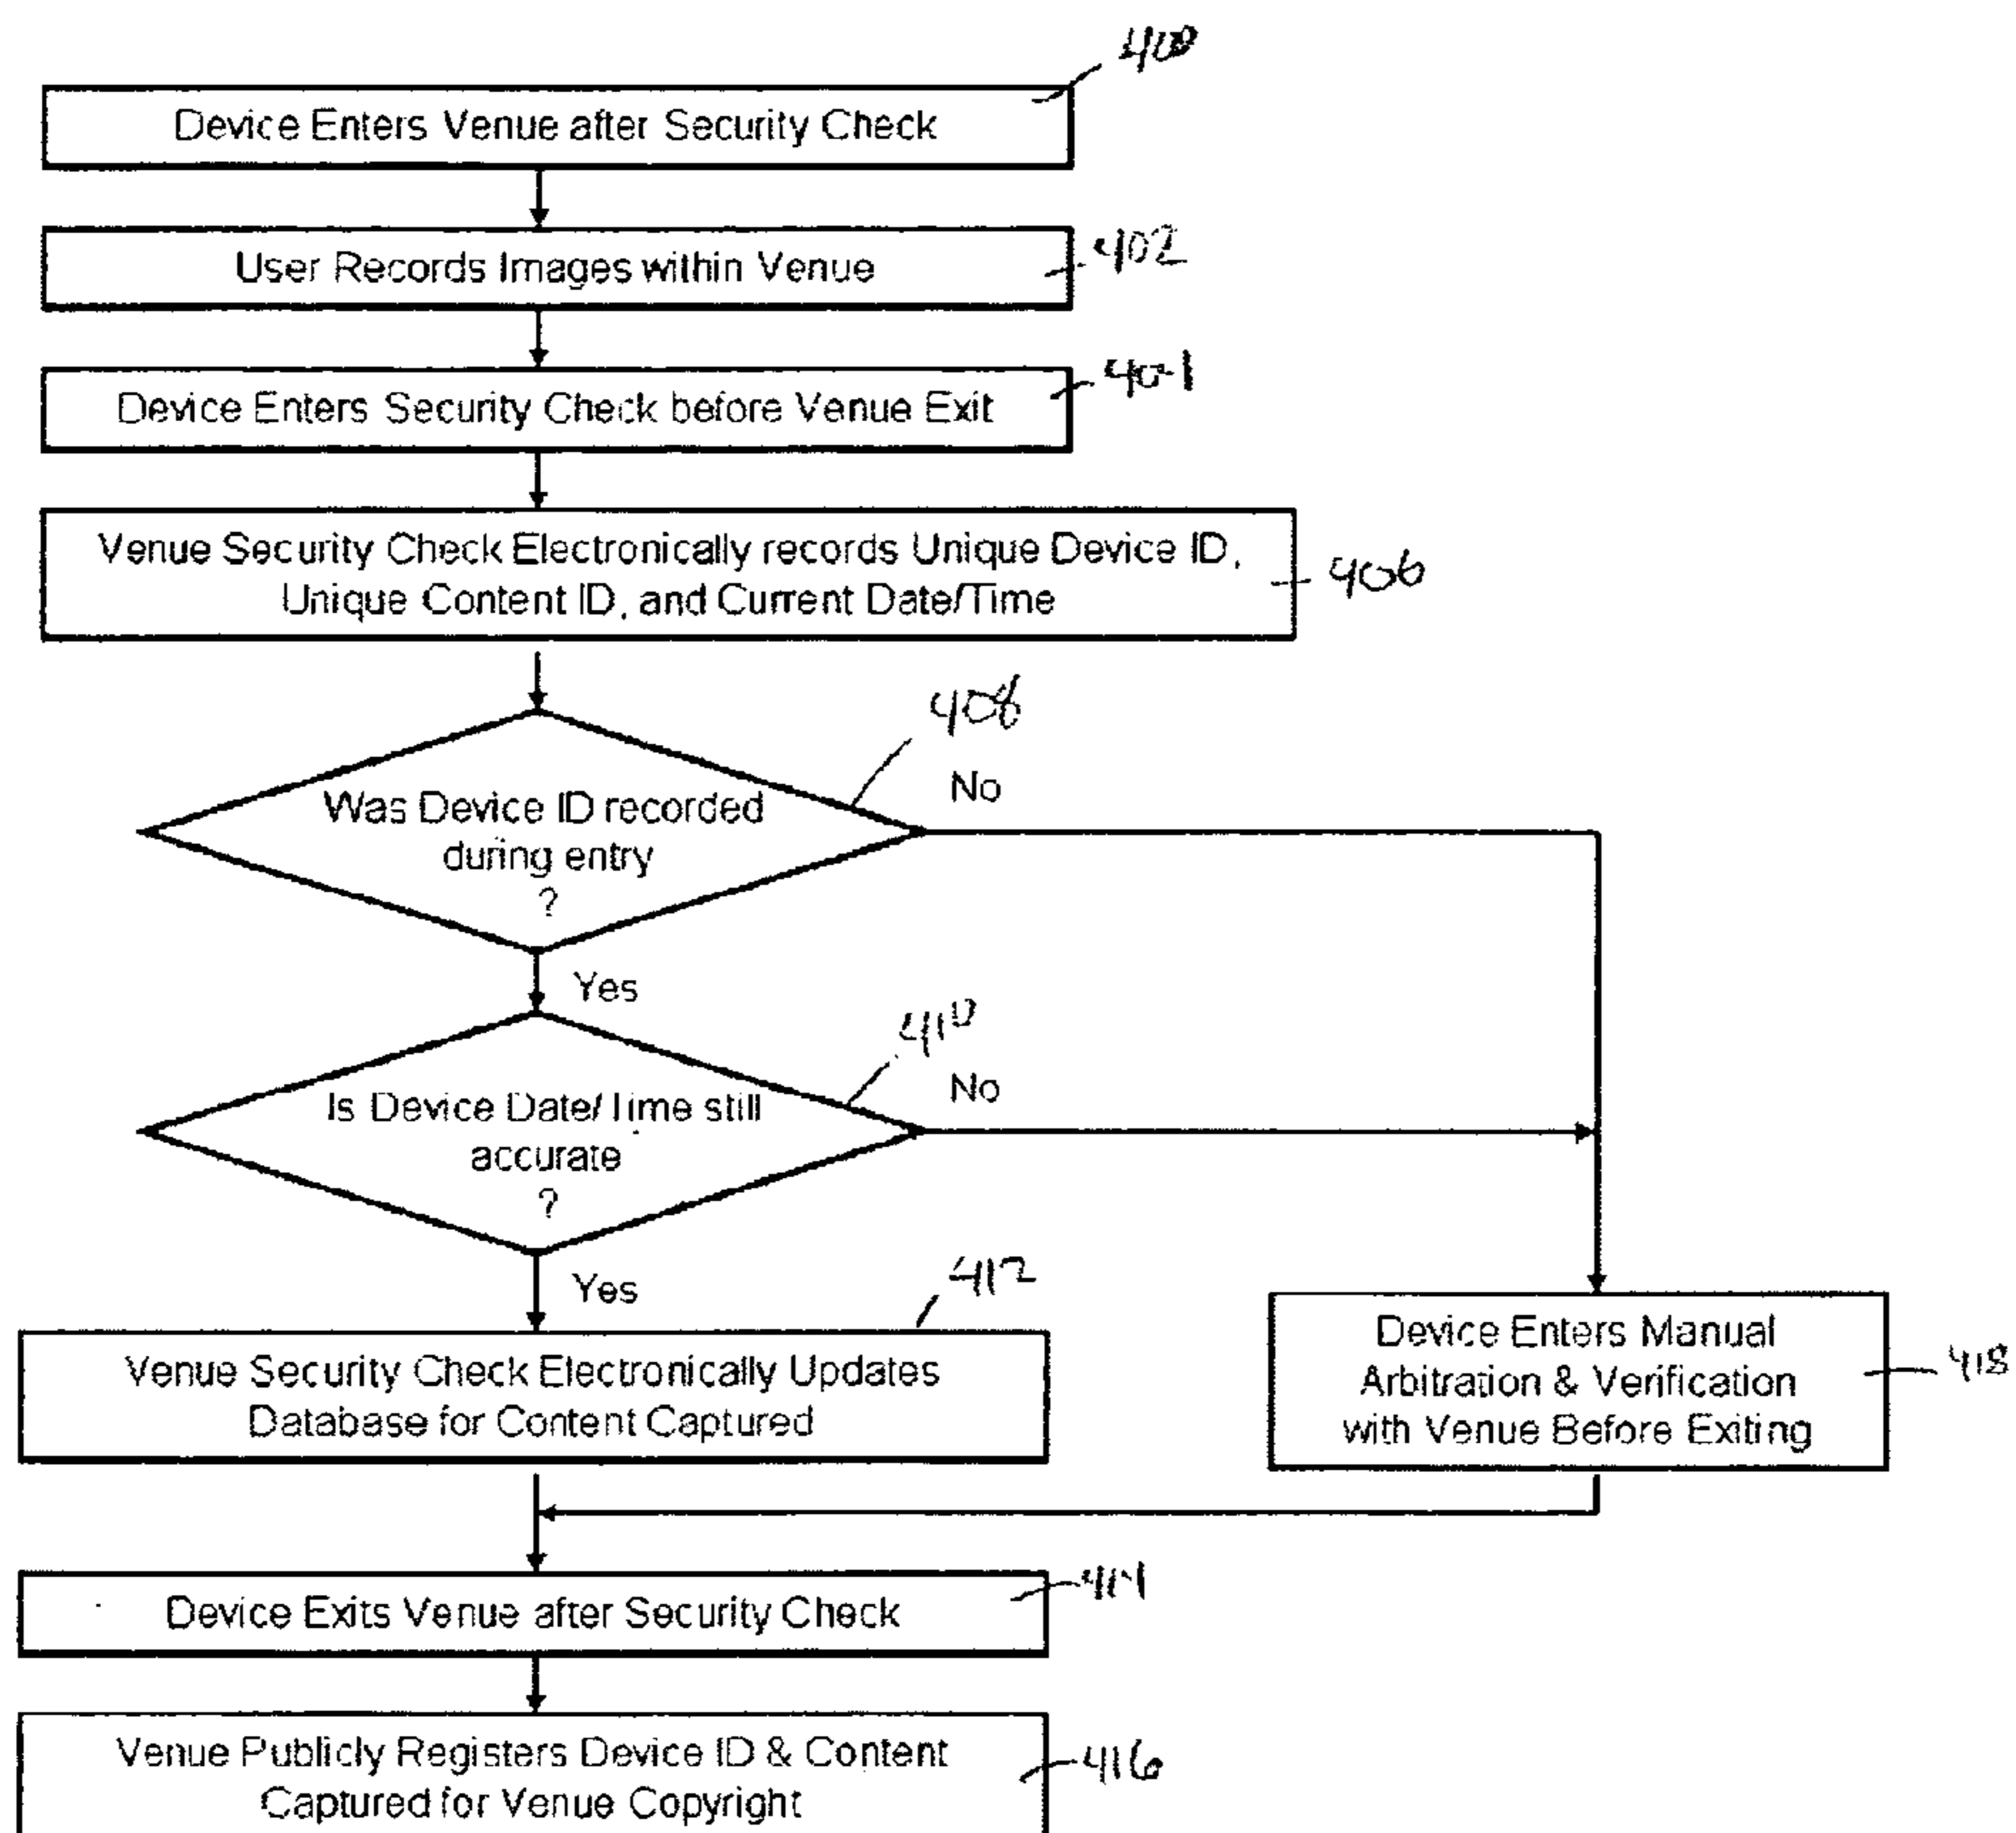 400
Device Enters Venue after Security Check
User Records Images within Venue
402
Device Enters Security Check before Venue Exit
404
Venue Security Check Electronically records Unique Device ID,
Unique Content ID, and Current Date/Time
406
408
Was Device ID recorded
during entry
?
No
Yes
410
Is Device Date/Time still
accurate
?
No
Yes
412
Venue Security Check Electronically Updates
Database for Content Captured
Device Enters Manual
Arbitration & Verification
with Venue Before Exiting
418
Device Exits Venue after Security Check
414
Venue Publicly Registers Device ID & Content
Captured for Venue Copyright
416